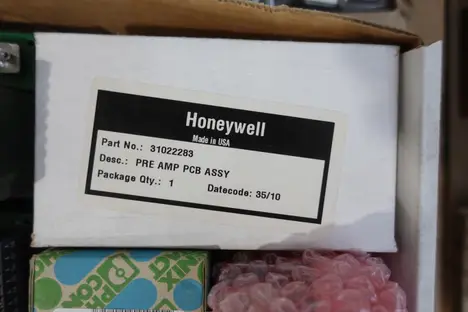 Honeywell
Made in USA
Part No.: 31022283
Desc.: PRE AMP PCB ASSY
Package Qty.: 1 Datecode: 35/10